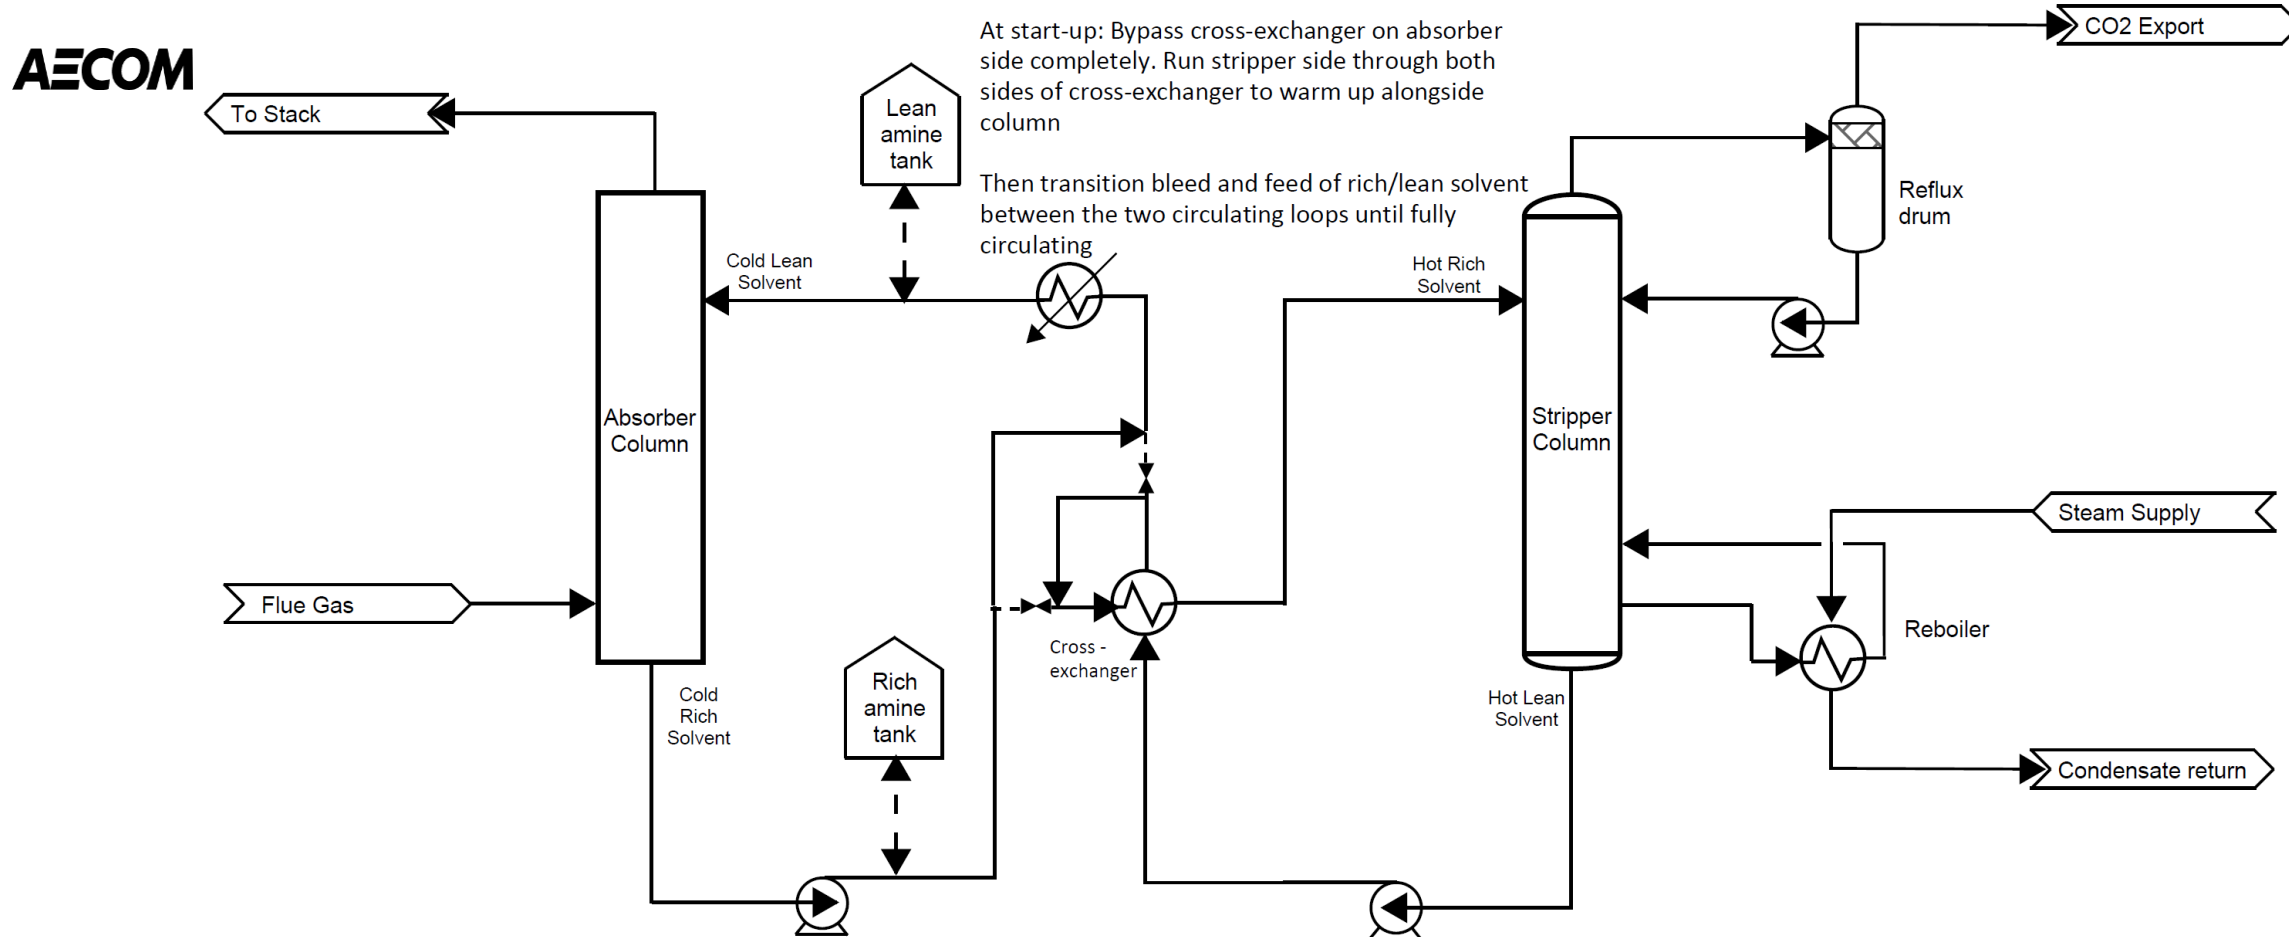 AECOM
At start-up: Bypass cross-exchanger on absorber
side completely. Run stripper side through both
sides of cross-exchanger to warm up alongside
column
Then transition bleed and feed of rich/lean solvent
between the two circulating loops until fully
circulating
CO2 Export
To Stack
Lean
amine
tank
Reflux
drum
Cold Lean
Solvent
Hot Rich
Solvent
Absorber
Column
Stripper
Column
Steam Supply
Flue Gas
Reboiler
Cross -
exchanger
Rich
amine
tank
Cold
Rich
Solvent
Hot Lean
Solvent
Condensate return